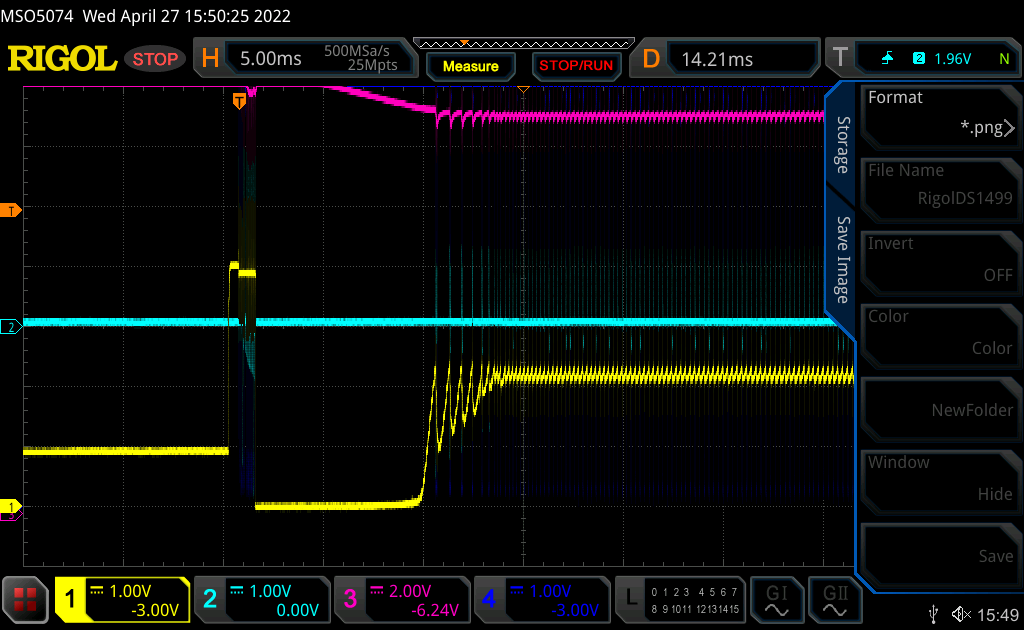 MSO5074 Wed April 27 15:50:25 2022
RIGOL STOP H 5.00ms 500MSa/s 25Mpts Measure STOP/RUN D 14.21ms T 2 1.96V N
T
T
2
1
3
Storage
Save Image
Format
*.png
File Name
RigolDS1499
Invert
OFF
Color
Color
NewFolder
Window
Hide
Save
1 1.00V -3.00V
2 1.00V 0.00V
3 2.00V -6.24V
4 1.00V -3.00V
L 0 1 2 3 4 5 6 7
8 9 10 11 12 13 14 15
GI
GII
15:49